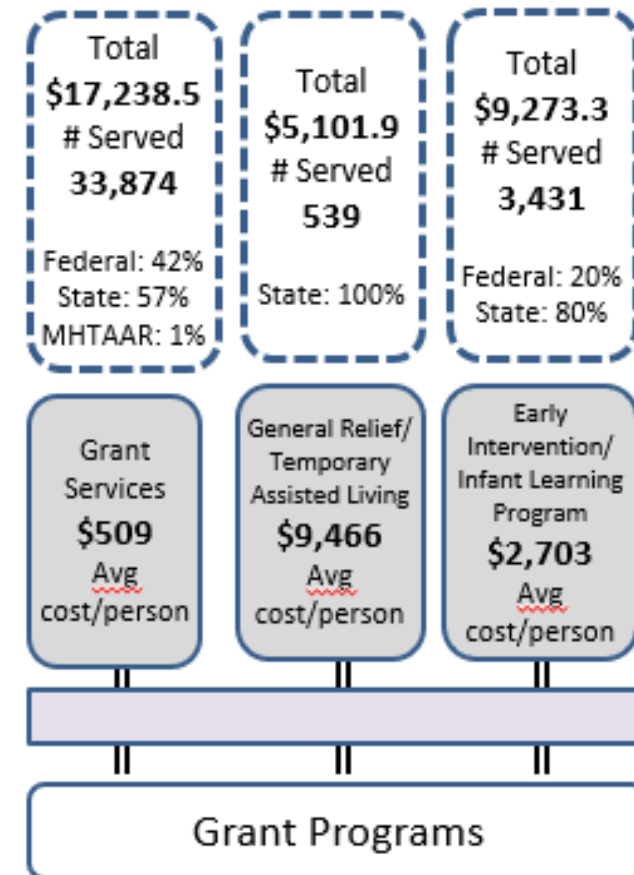 Total
$17,238.5
# Served
33,874
Federal: 42%
State: 57%
MHTAAR: 1%
Total
$5,101.9
# Served
539
State: 100%
Total
$9,273.3
# Served
3,431
Federal: 20%
State: 80%
Grant
Services
$509
Avg
cost/person
General Relief/
Temporary
Assisted Living
$9,466
Avg
cost/person
Early
Intervention/
Infant Learning
Program
$2,703
Avg
cost/person
Grant Programs